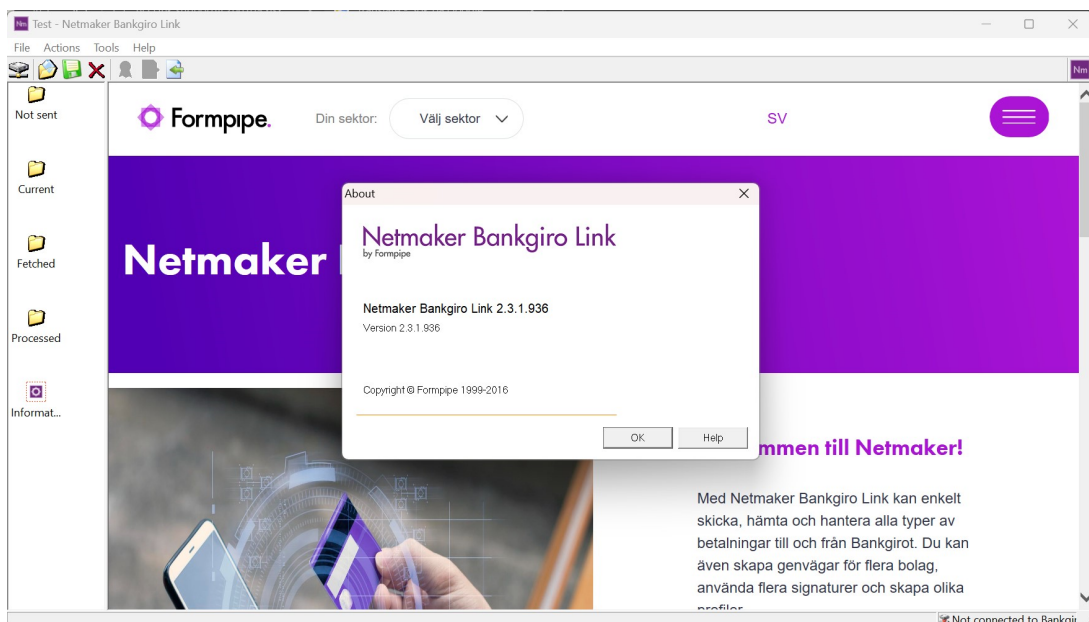 Nm Test - Netmaker Bankgiro Link
File Actions Tools Help
Nm
Not sent
Current
Fetched
Processed
Informat...
Formpipe.
Din sektor:
Välj sektor
SV
Netmaker
About
Netmaker Bankgiro Link
by Formpipe
Netmaker Bankgiro Link 2.3.1.936
Version 2.3.1.936
Copyright © Formpipe 1999-2016
OK Help
mmen till Netmaker!
Med Netmaker Bankgiro Link kan enkelt
skicka, hämta och hantera alla typer av
betalningar till och från Bankgirot. Du kan
även skapa genvägar för flera bolag,
använda flera signaturer och skapa olika
profiler
Not connected to Bankgir